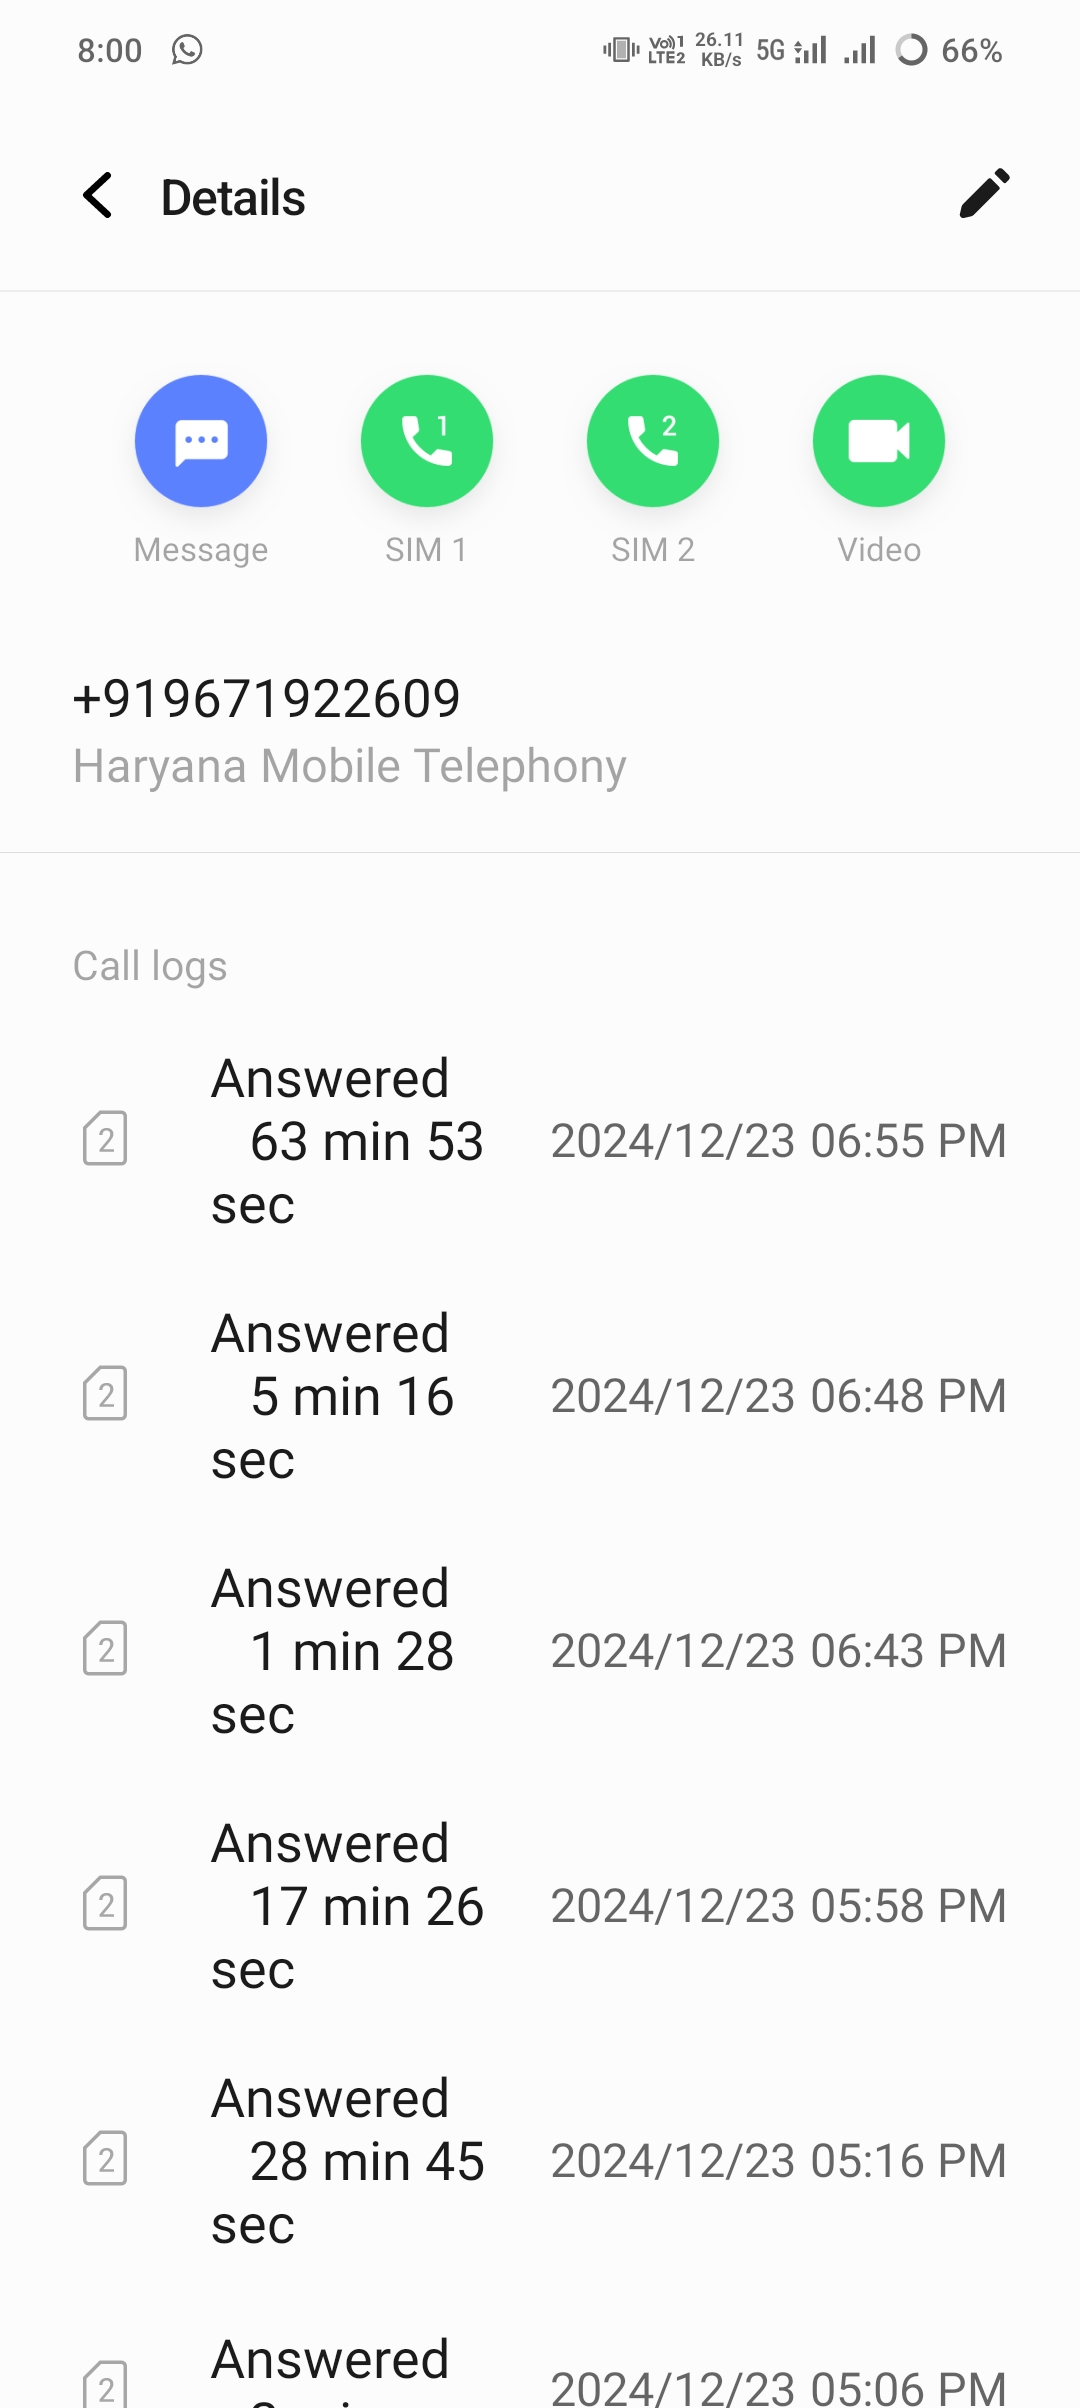 8:00 Vo)) 1 LTE2 26.11 KB/s 5G 66%
Details
1 2
Message SIM 1 SIM 2 Video
+919671922609
Haryana Mobile Telephony
Call logs
Answered
2 63 min 53 2024/12/23 06:55 PM
sec
Answered
2 5 min 16 2024/12/23 06:48 PM
sec
Answered
2 1 min 28 2024/12/23 06:43 PM
sec
Answered
2 17 min 26 2024/12/23 05:58 PM
sec
Answered
2 28 min 45 2024/12/23 05:16 PM
sec
Answered
2 2024/12/23 05:06 PM